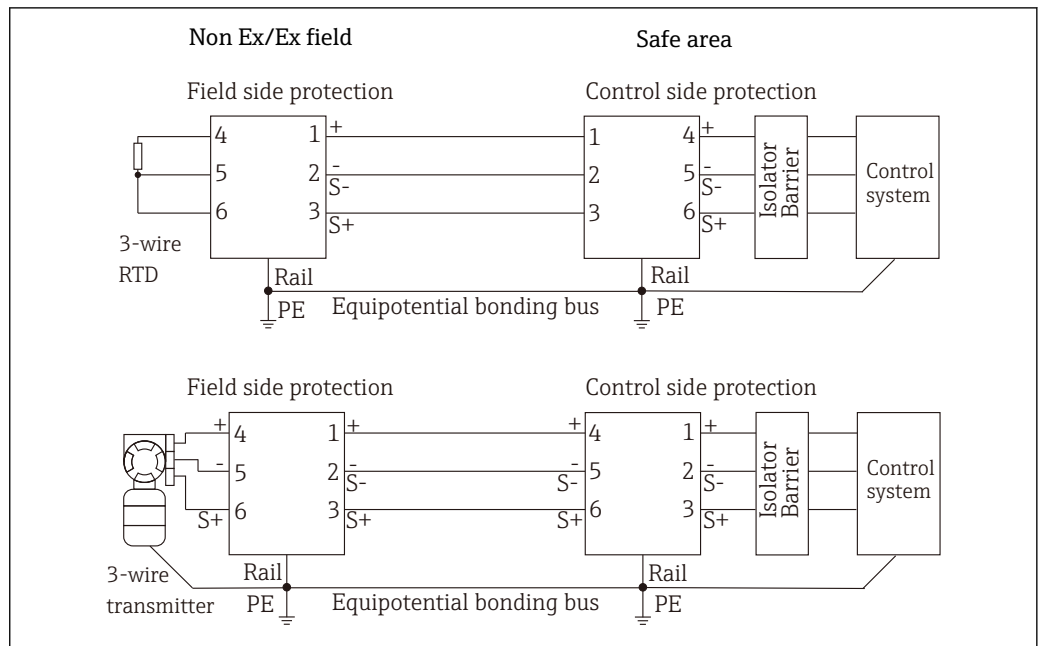 Non Ex/Ex field
Safe area
Field side protection
Control side protection
4
1
+
1
4
+
5
2
-
S-
2
5
-
S-
6
3
S+
3
6
S+
Isolator
Barrier
Control
system
3-wire
RTD
Rail
PE
Equipotential bonding bus
Rail
PE
Field side protection
Control side protection
+
4
1
+
+
4
1
+
-
5
2
-
S-
-
S-
5
2
-
S-
S+
6
3
S+
S+
6
3
S+
Isolator
Barrier
Control
system
3-wire
transmitter
Rail
PE
Equipotential bonding bus
Rail
PE